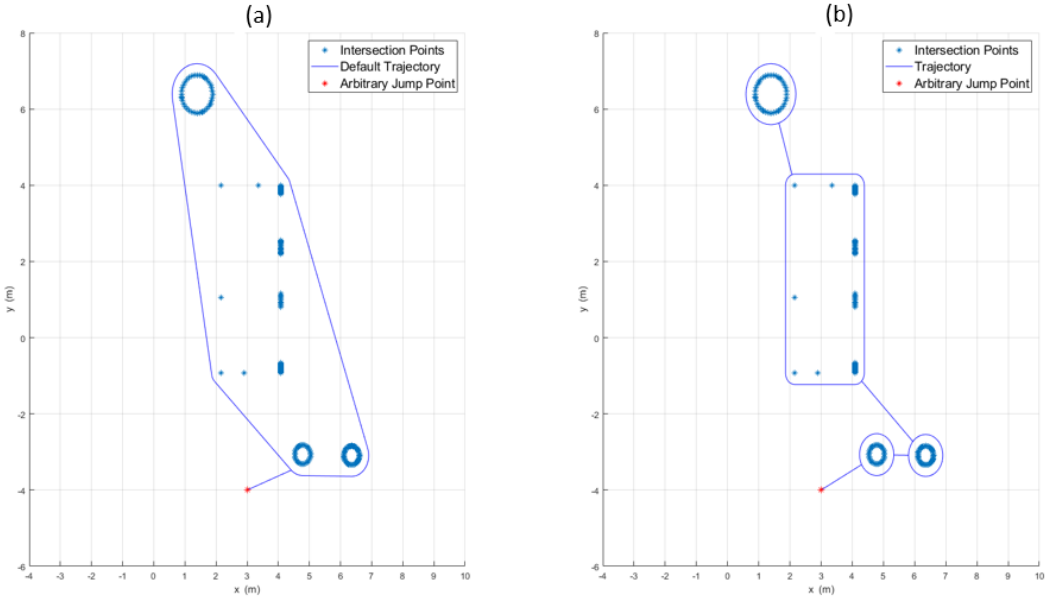 (a)
8
6
4
2
0
-2
-4
-6
y (m)
-4 -3 -2 -1 0 1 2 3 4 5 6 7 8 9 10
x (m)
Intersection Points
Default Trajectory
Arbitrary Jump Point
(b)
8
6
4
2
0
-2
-4
-6
y (m)
-4 -3 -2 -1 0 1 2 3 4 5 6 7 8 9 10
x (m)
Intersection Points
Trajectory
Arbitrary Jump Point